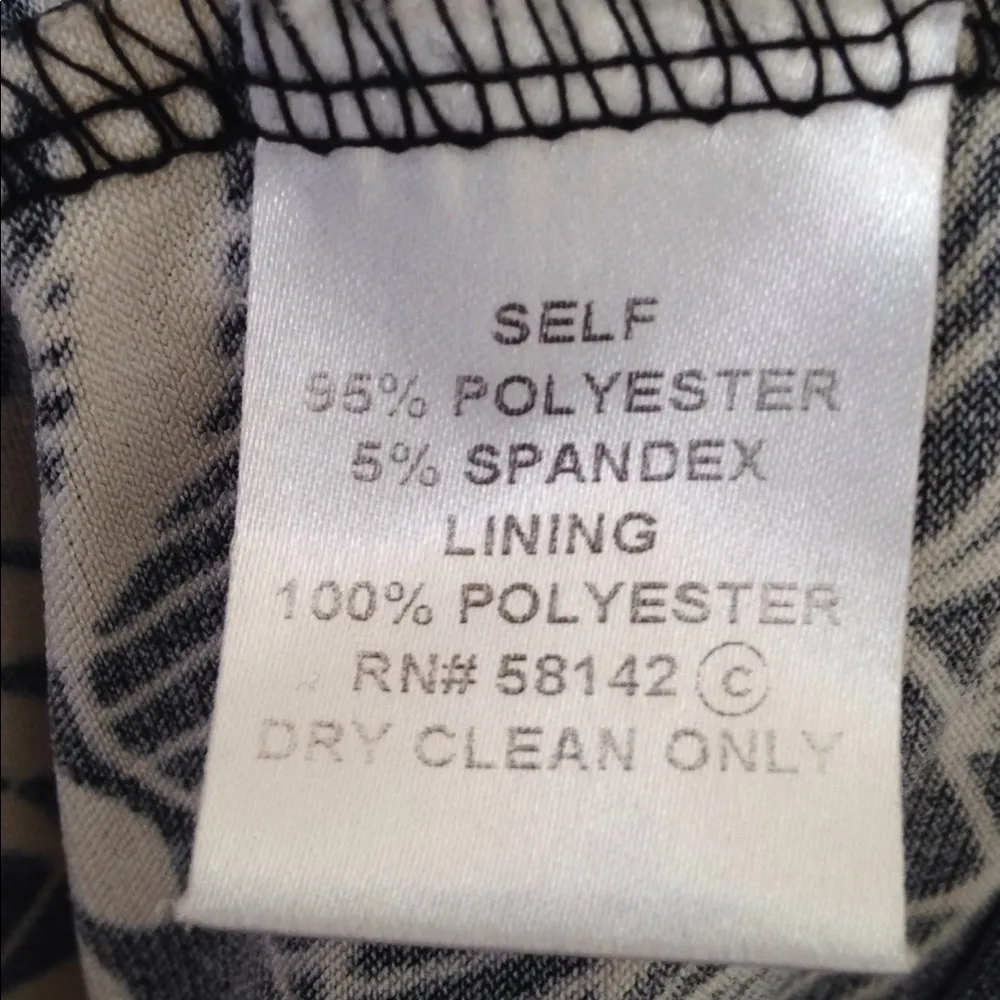 SELF
95% POLYESTER
5% SPANDEX
LINING
100% POLYESTER
RN# 58142 Ⓒ
DRY CLEAN ONLY